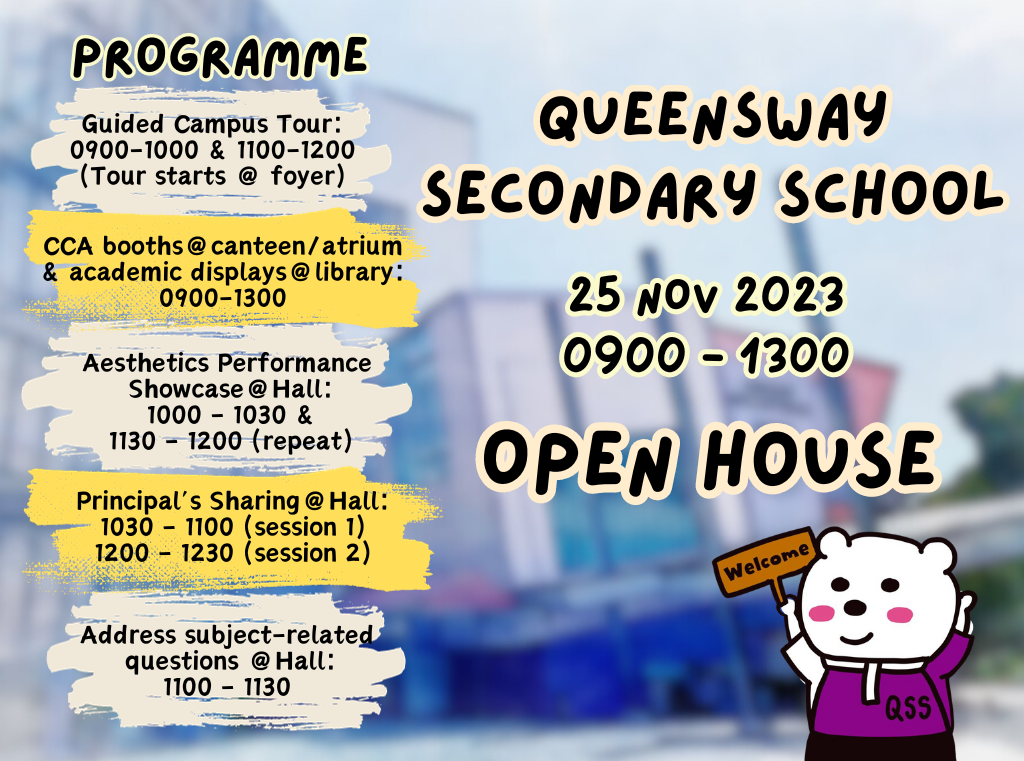 PROGRAMME
Guided Campus Tour:
0900-1000 & 1100-1200
(Tour starts @ foyer)
CCA booths@canteen/atrium
& academic displays@library:
0900-1300
Aesthetics Performance
Showcase@Hall:
1000 - 1030 &
1130 - 1200 (repeat)
Principal's Sharing@Hall:
1030 - 1100 (session 1)
1200 - 1230 (session 2)
Address subject-related
questions @Hall:
1100 - 1130
QUEENSWAY
SECONDARY SCHOOL
25 NOV 2023
0900 - 1300
OPEN HOUSE
Welcome
QSS